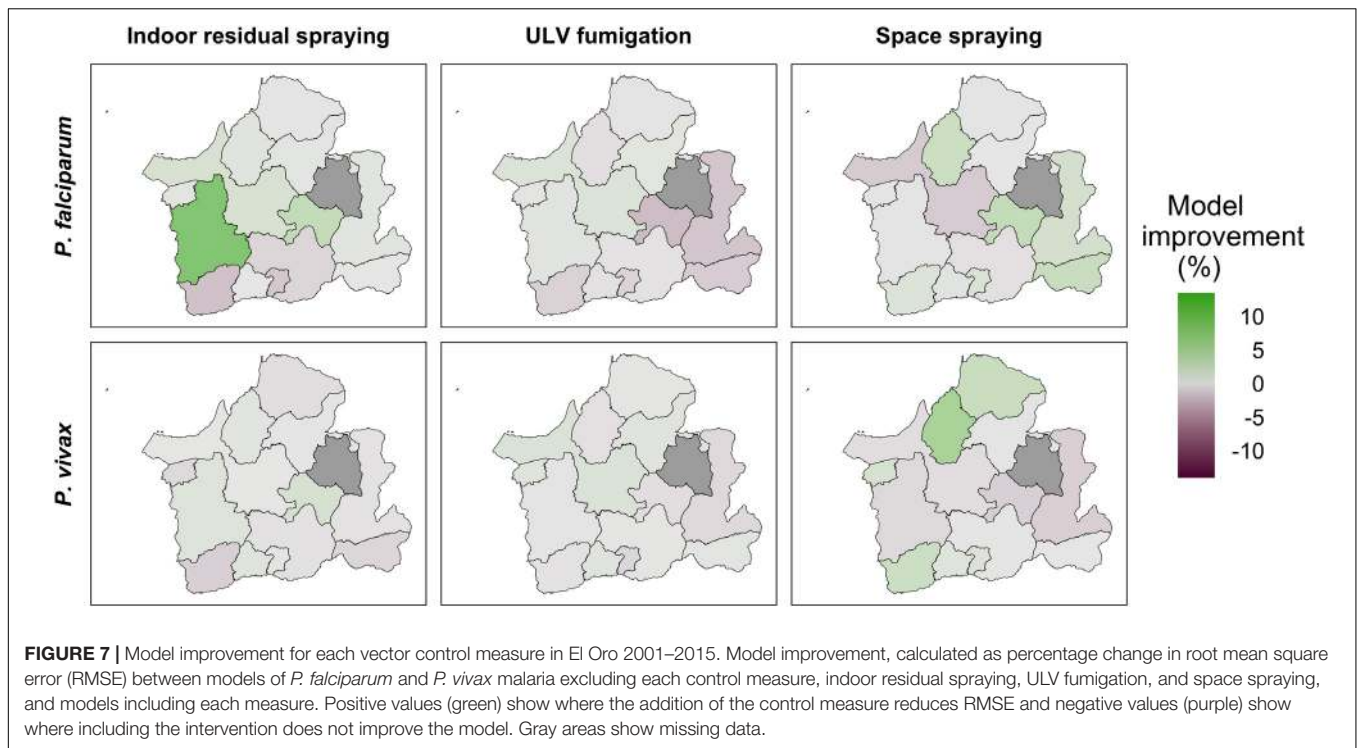 Indoor residual spraying
ULV fumigation
Space spraying
P. falciparum
P. vivax
Model
improvement
(%)
10
5
0
-5
-10
FIGURE 7 | Model improvement for each vector control measure in El Oro 2001–2015. Model improvement, calculated as percentage change in root mean square
error (RMSE) between models of P. falciparum and P. vivax malaria excluding each control measure, indoor residual spraying, ULV fumigation, and space spraying,
and models including each measure. Positive values (green) show where the addition of the control measure reduces RMSE and negative values (purple) show
where including the intervention does not improve the model. Gray areas show missing data.